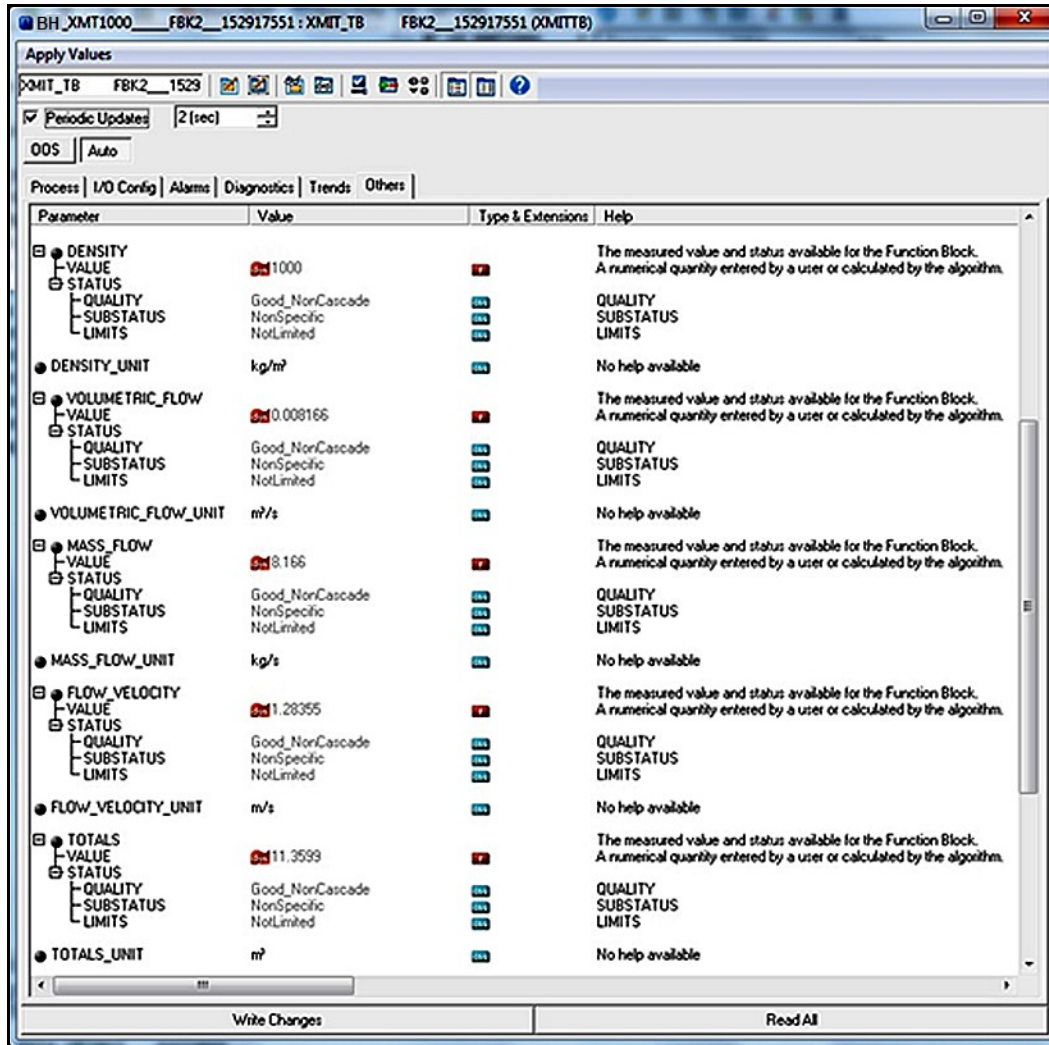 BH_XMT1000_____FBK2__152917551 : XMIT_TB FBK2__152917551 (XMITTB)
Apply Values
XMIT_TB FBK2___1529
Periodic Updates 2 (sec)
OOS Auto
Process I/O Config Alarms Diagnostics Trends Others
Parameter Value Type & Extensions Help
DENSITY The measured value and status available for the Function Block.
VALUE 1000 A numerical quantity entered by a user or calculated by the algorithm.
STATUS
QUALITY Good_NonCascade QUALITY
SUBSTATUS NonSpecific SUBSTATUS
LIMITS NotLimited LIMITS
DENSITY_UNIT kg/m³ No help available
VOLUMETRIC_FLOW The measured value and status available for the Function Block.
VALUE 0.008166 A numerical quantity entered by a user or calculated by the algorithm.
STATUS
QUALITY Good_NonCascade QUALITY
SUBSTATUS NonSpecific SUBSTATUS
LIMITS NotLimited LIMITS
VOLUMETRIC_FLOW_UNIT m³/s No help available
MASS_FLOW The measured value and status available for the Function Block.
VALUE 8.166 A numerical quantity entered by a user or calculated by the algorithm.
STATUS
QUALITY Good_NonCascade QUALITY
SUBSTATUS NonSpecific SUBSTATUS
LIMITS NotLimited LIMITS
MASS_FLOW_UNIT kg/s No help available
FLOW_VELOCITY The measured value and status available for the Function Block.
VALUE 1.28355 A numerical quantity entered by a user or calculated by the algorithm.
STATUS
QUALITY Good_NonCascade QUALITY
SUBSTATUS NonSpecific SUBSTATUS
LIMITS NotLimited LIMITS
FLOW_VELOCITY_UNIT m/s No help available
TOTALS The measured value and status available for the Function Block.
VALUE 11.3599 A numerical quantity entered by a user or calculated by the algorithm.
STATUS
QUALITY Good_NonCascade QUALITY
SUBSTATUS NonSpecific SUBSTATUS
LIMITS NotLimited LIMITS
TOTALS_UNIT m³ No help available
Write Changes Read All